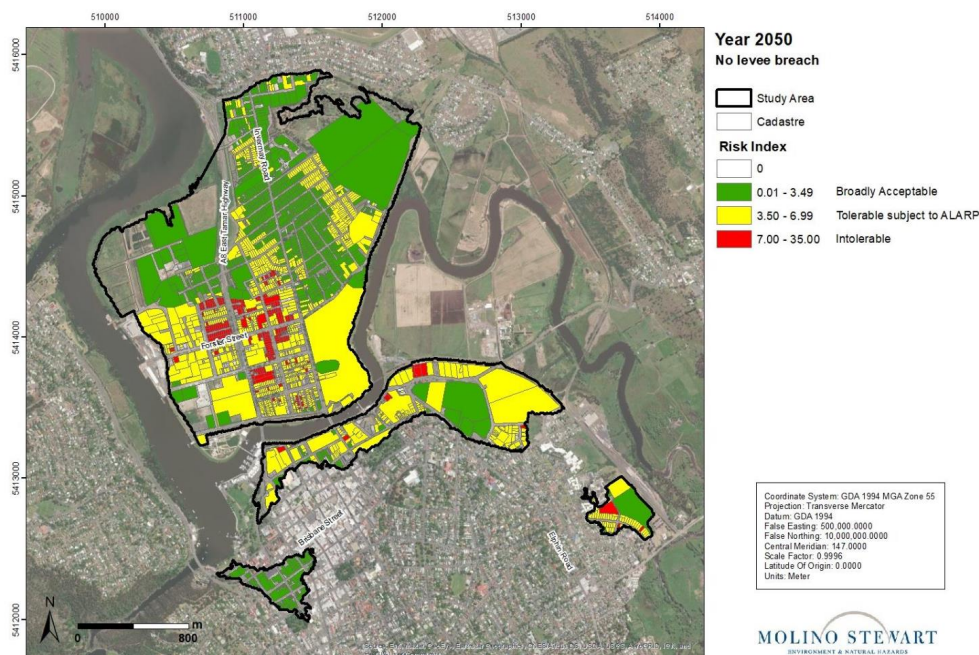 510000 511000 512000 513000 514000
5416000
5415000
5414000
5413000
5412000
Invermay Road
A8 East Tamar Highway
Forster Street
Brisbane Street
Elphin Road
N
0 800 m
Year 2050
No levee breach
Study Area
Cadastre
Risk Index
0
0.01 - 3.49 Broadly Acceptable
3.50 - 6.99 Tolerable subject to ALARP
7.00 - 35.00 Intolerable
Coordinate System: GDA 1994 MGA Zone 55
Projection: Transverse Mercator
Datum: GDA 1994
False Easting: 500,000.0000
False Northing: 10,000,000.0000
Central Meridian: 147.0000
Scale Factor: 0.9996
Latitude Of Origin: 0.0000
Units: Meter
MOLINO STEWART
ENVIRONMENT & NATURAL HAZARDS